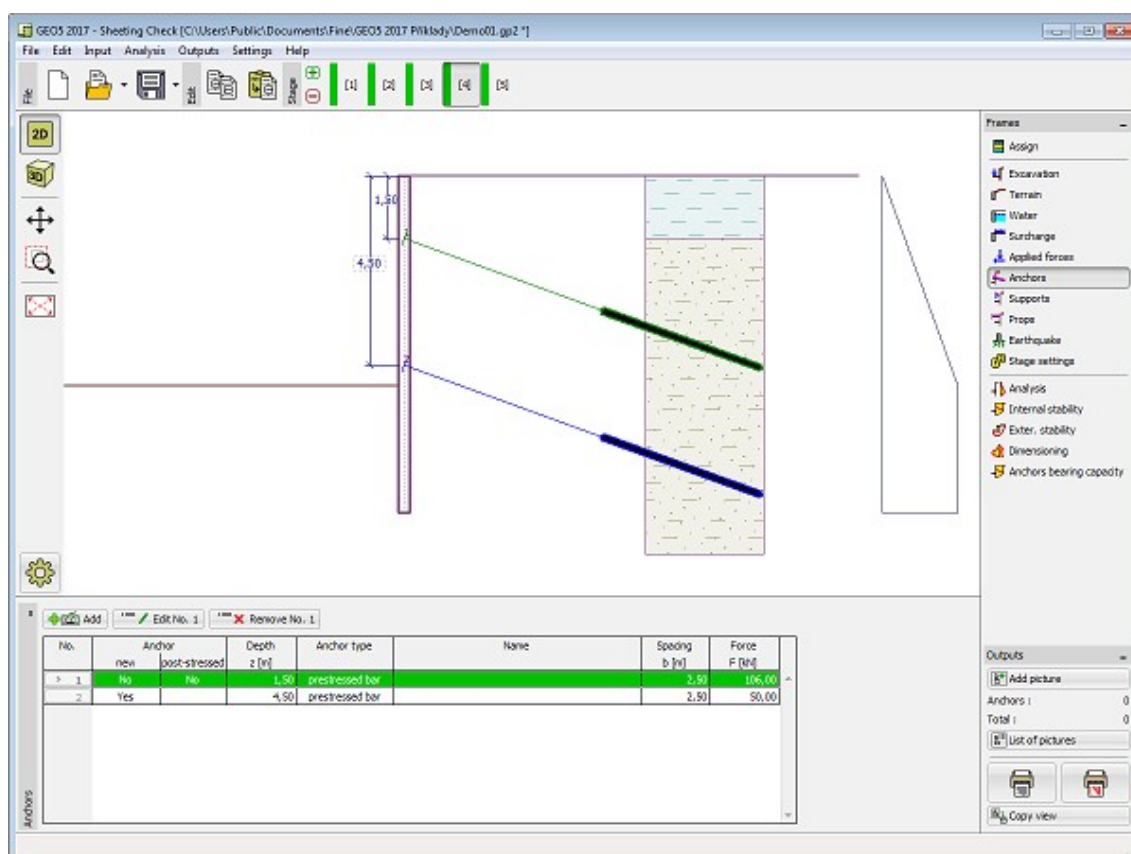 GEO5 2017 - Sheeting Check [C:\Users\Public\Documents\Fine\GEO5 2017 Příklady\Demo01.gp2 *]
File Edit Input Analysis Outputs Settings Help
File
Edit
Stage
[1] [2] [3] [4] [5]
2D
3D
1,50
4,50
Frames
Assign
Excavation
Terrain
Water
Surcharge
Applied forces
Anchors
Supports
Props
Earthquake
Stage settings
Analysis
Internal stability
Exter. stability
Dimensioning
Anchors bearing capacity
Add Edit No. 1 Remove No. 1
No. Anchor Depth Anchor type Name Spacing Force
new post-stressed z [m] b [m] F [kN]
1 No No 1,50 prestressed bar 2,50 106,00
2 Yes 4,50 prestressed bar 2,50 50,00
Anchors
Outputs
Add picture
Anchors : 0
Total : 0
List of pictures
Copy view